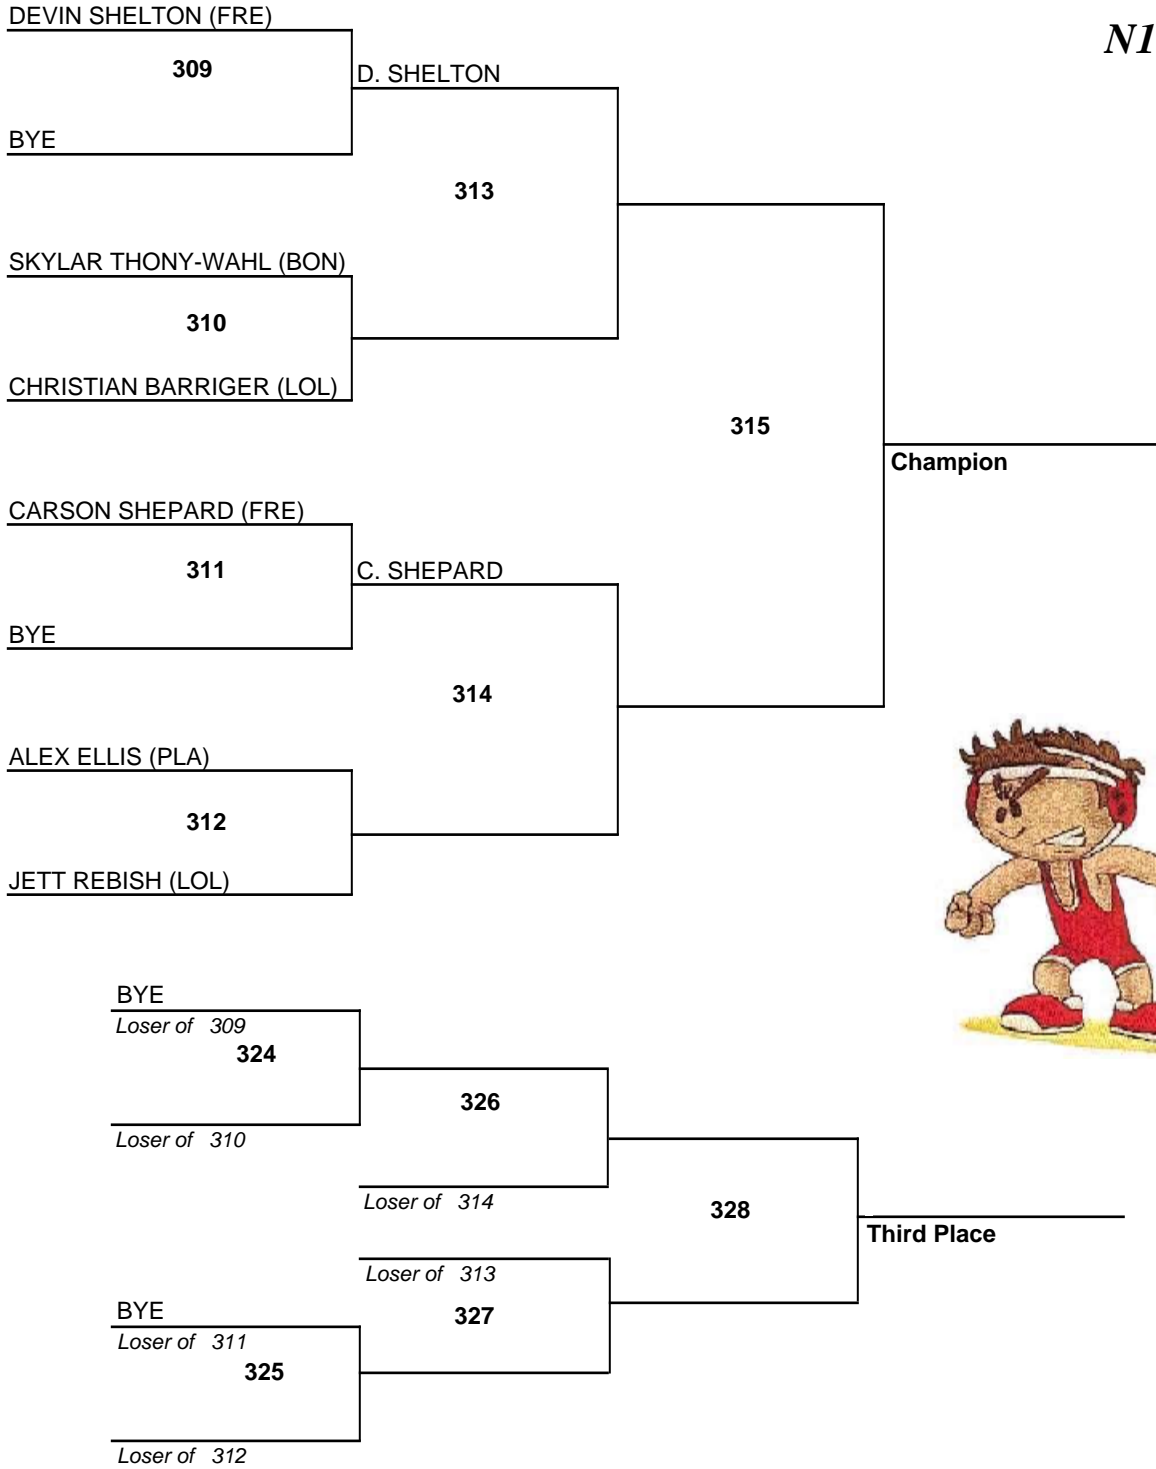 DEVIN SHELTON (FRE)
N1
309
D. SHELTON
BYE
313
SKYLAR THONY-WAHL (BON)
310
CHRISTIAN BARRIGER (LOL)
315
Champion
CARSON SHEPARD (FRE)
311
C. SHEPARD
BYE
314
ALEX ELLIS (PLA)
312
JETT REBISH (LOL)
BYE
Loser of 309
324
326
Loser of 310
Loser of 314
328
Third Place
Loser of 313
BYE
327
Loser of 311
325
Loser of 312